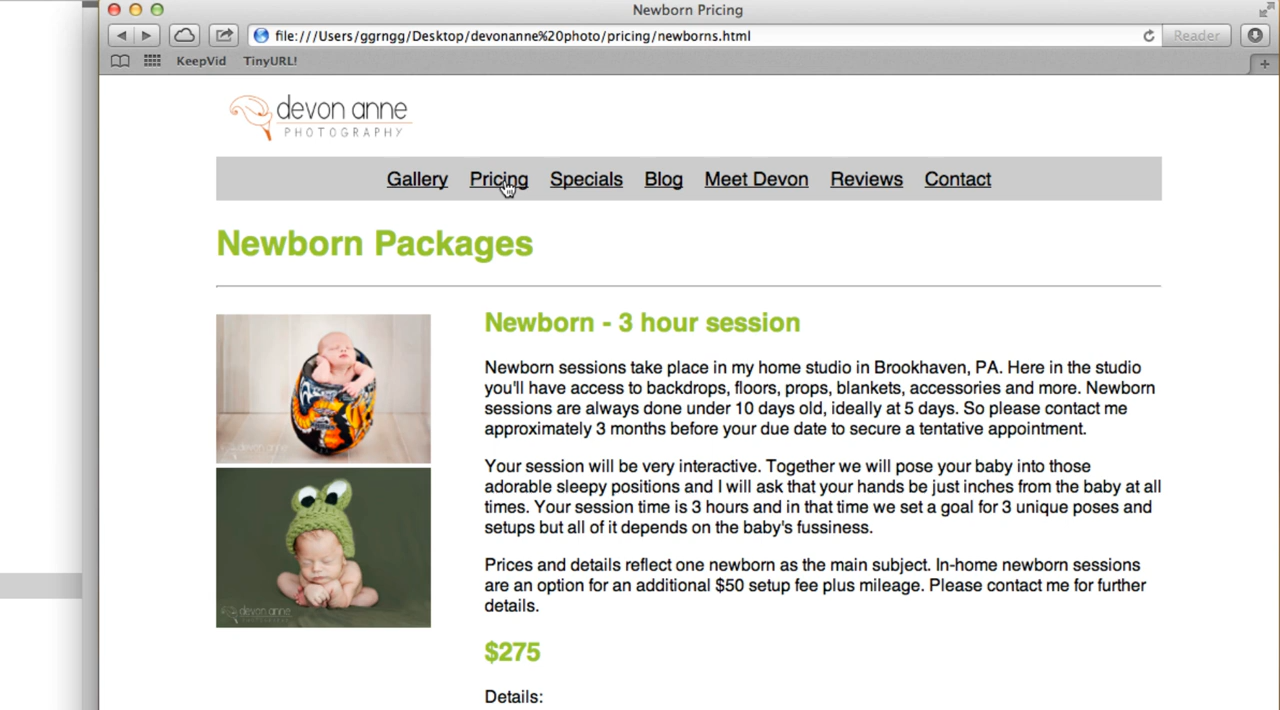 Newborn Pricing
file:///Users/ggrngg/Desktop/devonanne%20photo/pricing/newborns.html
Reader
KeepVid TinyURL!
devon anne
PHOTOGRAPHY
Gallery Pricing Specials Blog Meet Devon Reviews Contact
Newborn Packages
Newborn - 3 hour session
Newborn sessions take place in my home studio in Brookhaven, PA. Here in the studio
you'll have access to backdrops, floors, props, blankets, accessories and more. Newborn
sessions are always done under 10 days old, ideally at 5 days. So please contact me
approximately 3 months before your due date to secure a tentative appointment.
Your session will be very interactive. Together we will pose your baby into those
adorable sleepy positions and I will ask that your hands be just inches from the baby at all
times. Your session time is 3 hours and in that time we set a goal for 3 unique poses and
setups but all of it depends on the baby's fussiness.
Prices and details reflect one newborn as the main subject. In-home newborn sessions
are an option for an additional $50 setup fee plus mileage. Please contact me for further
details.
$275
Details:
devon anne
devon anne